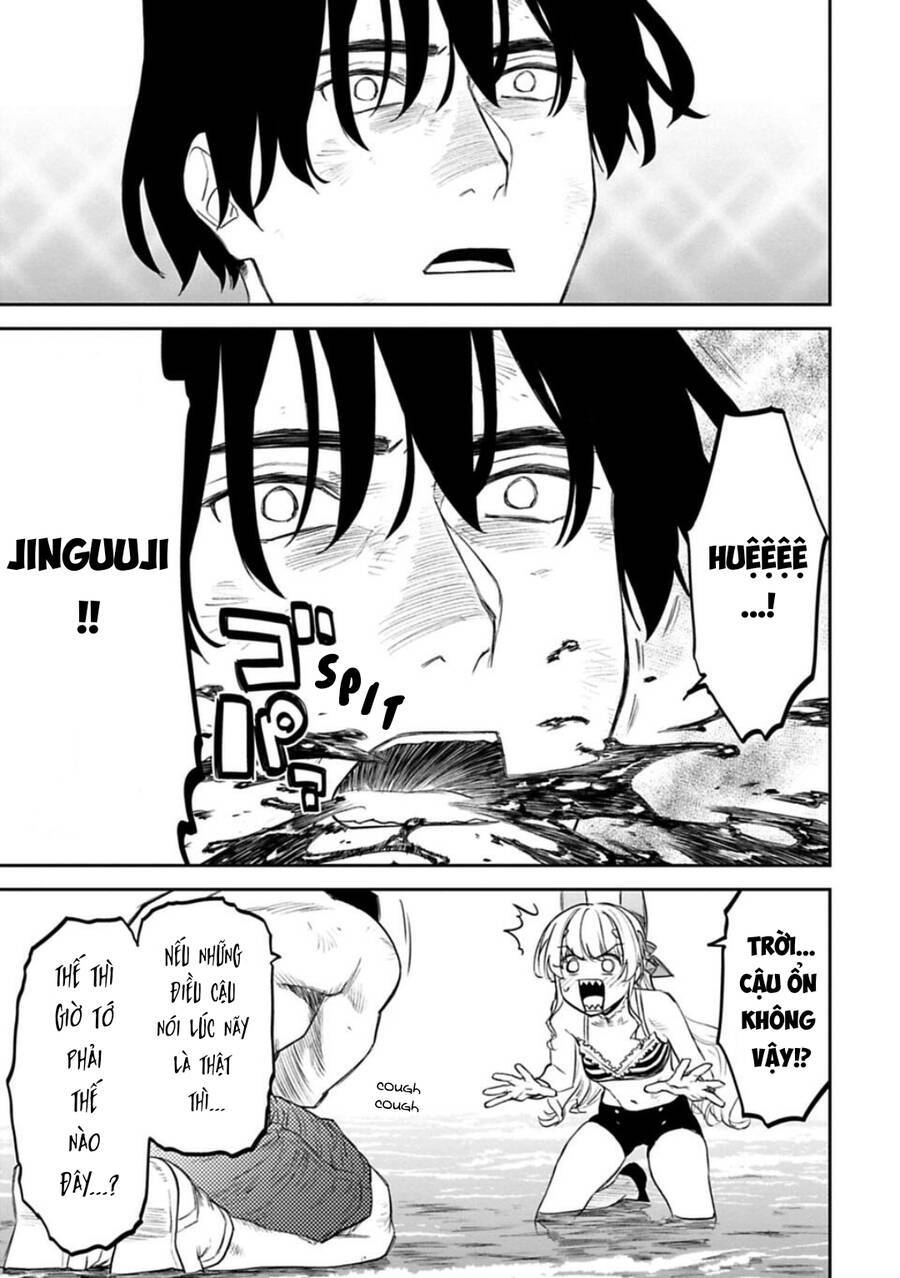 HUỆỆỆỆ
...!
JINGUUJI
!!
ゴパァ
SPIT
TRỜI...
CẬU ỔN
KHÔNG
VẬY!?
cough
cough
NẾU NHỮNG
ĐIỀU CẬU
NÓI LÚC NÃY
LÀ THẬT
THÌ...
THẾ THÌ
GIỜ TỚ
PHẢI
THẾ
NÀO
ĐÂY...?